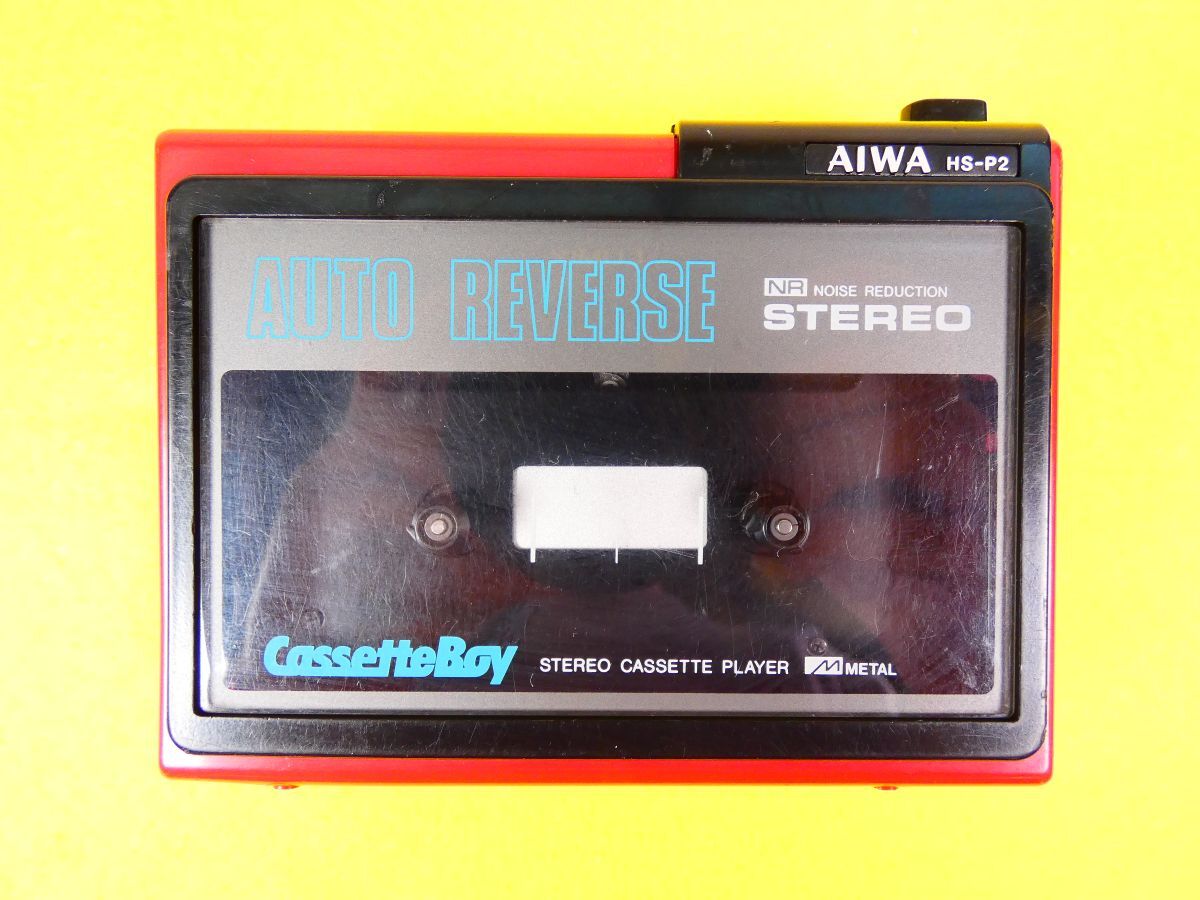 AIWA HS-P2
AUTO REVERSE
NR NOISE REDUCTION
STEREO
CassetteBoy STEREO CASSETTE PLAYER M METAL